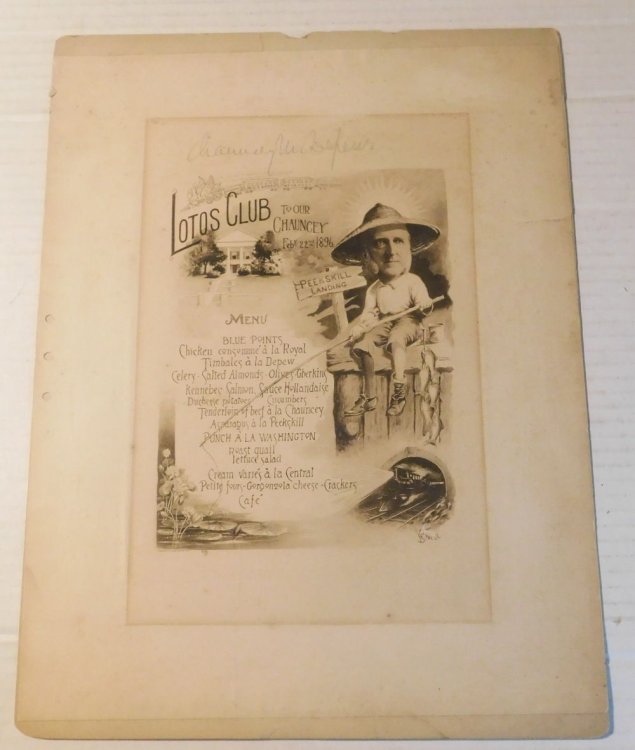 Chauncey M. Depew
LOTOS CLUB
TO OUR
CHAUNCEY
Feby. 22nd 1896
PEEKSKILL
LANDING
MENU
BLUE POINTS
Chicken consommé à la Royal
Timbales à la Depew
Celery - Salted Almonds - Olives - Gherkins
Kennebec Salmon, Sauce Hollandaise
Duchesse potatoes Cucumbers
Tenderloin of beef à la Chauncey
Asparagus à la Peekskill
PUNCH À LA WASHINGTON
Roast quail
lettuce salad
Cream variés à la Central
Petite fours - Gorgonzola cheese - Crackers
Café